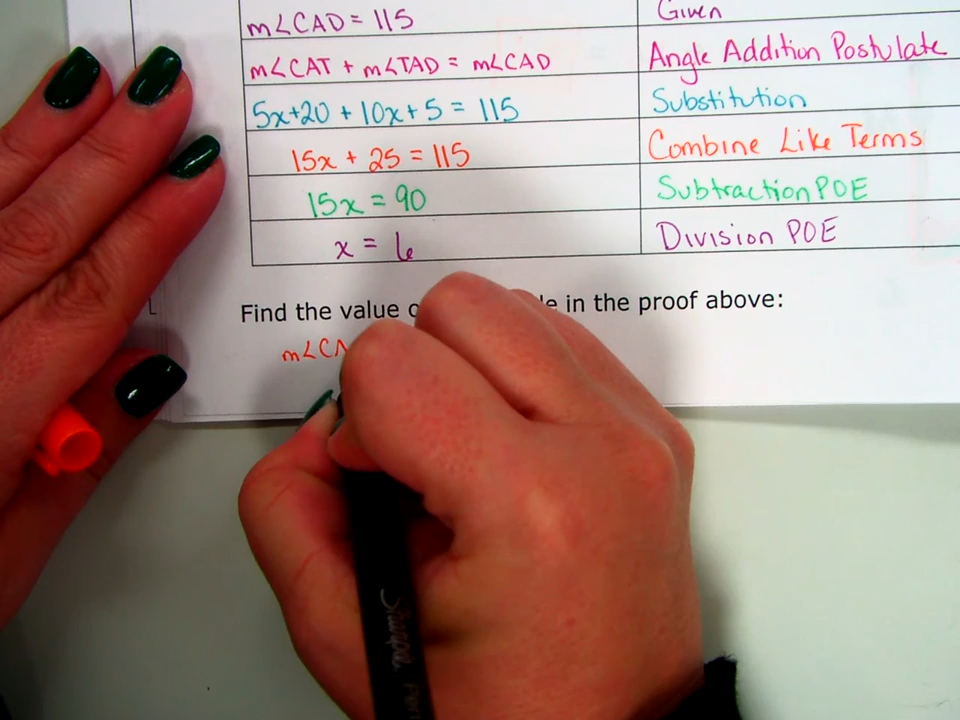 m∠CAD = 115 Given
m∠CAT + m∠TAD = m∠CAD Angle Addition Postulate
5x+20 + 10x+5 = 115 Substitution
15x + 25 = 115 Combine Like Terms
15x = 90 Subtraction POE
x = 6 Division POE
Find the value in the proof above:
m∠CA
Sharpie